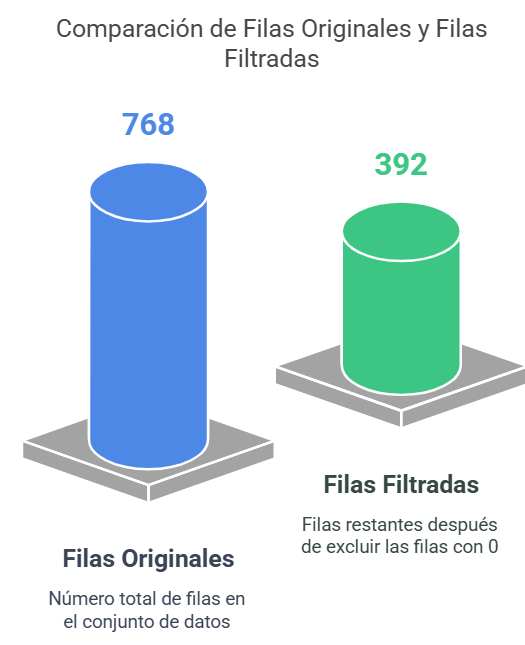 Comparación de Filas Originales y Filas
Filtradas
768
392
Filas Filtradas
Filas restantes después
de excluir las filas con 0
Filas Originales
Número total de filas en
el conjunto de datos